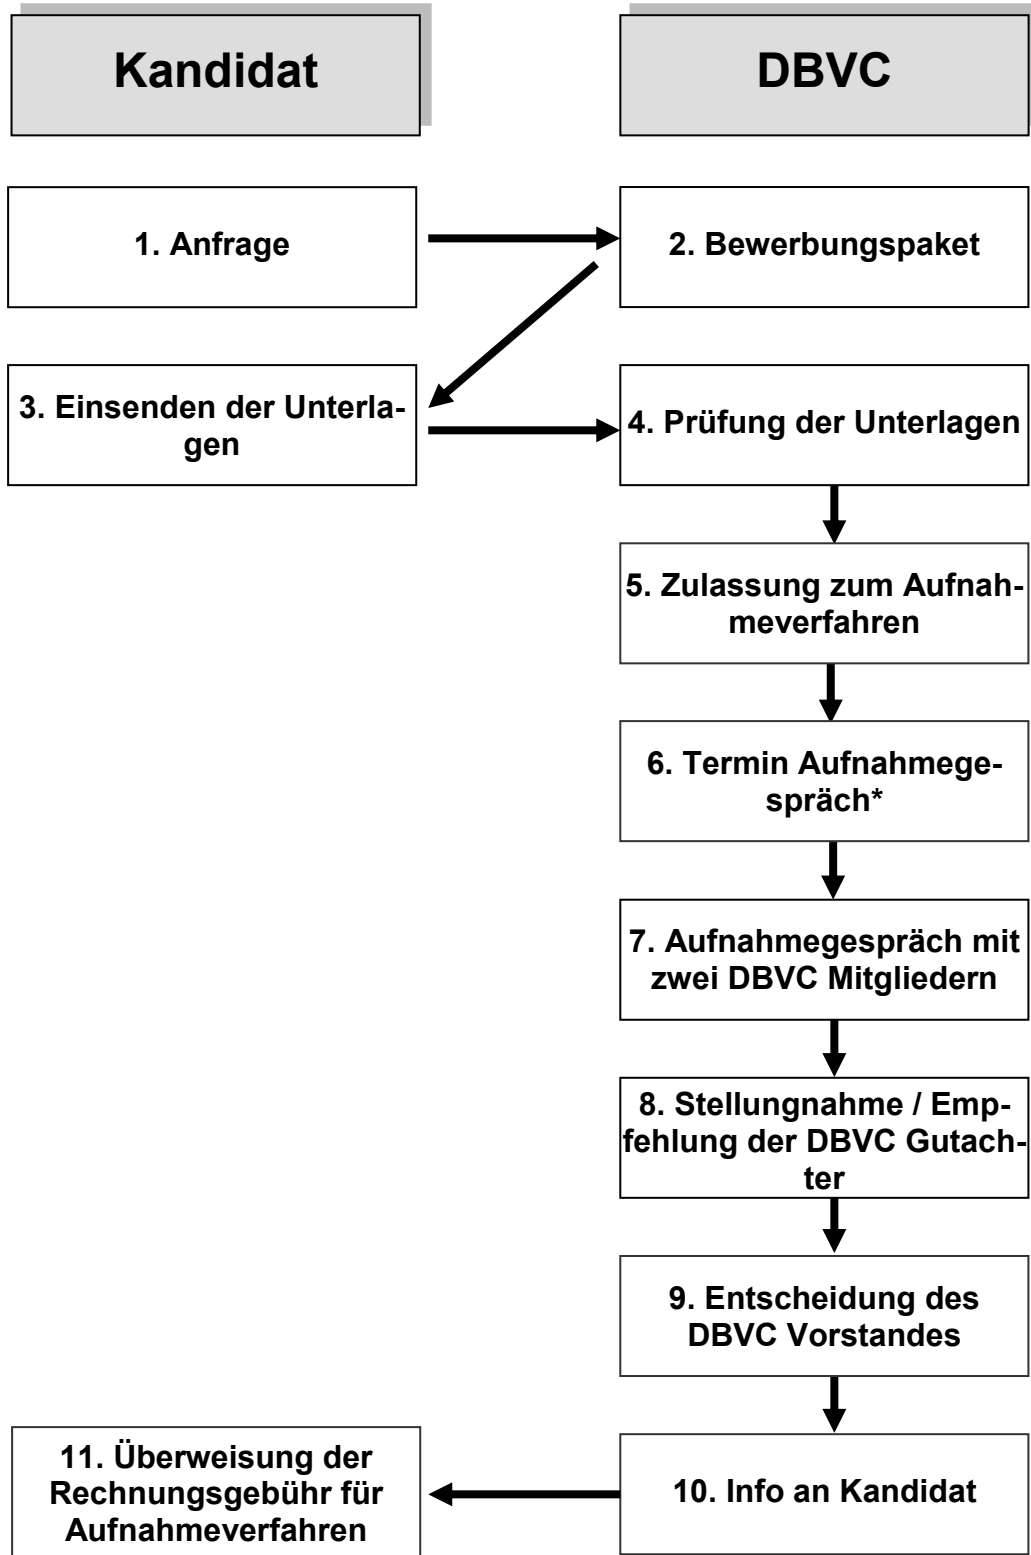 Kandidat
DBVC
1. Anfrage
2. Bewerbungspaket
3. Einsenden der Unterla-
gen
4. Prüfung der Unterlagen
5. Zulassung zum Aufnah-
meverfahren
6. Termin Aufnahmege-
spräch*
7. Aufnahmegespräch mit
zwei DBVC Mitgliedern
8. Stellungnahme / Emp-
fehlung der DBVC Gutach-
ter
9. Entscheidung des
DBVC Vorstandes
10. Info an Kandidat
11. Überweisung der
Rechnungsgebühr für
Aufnahmeverfahren